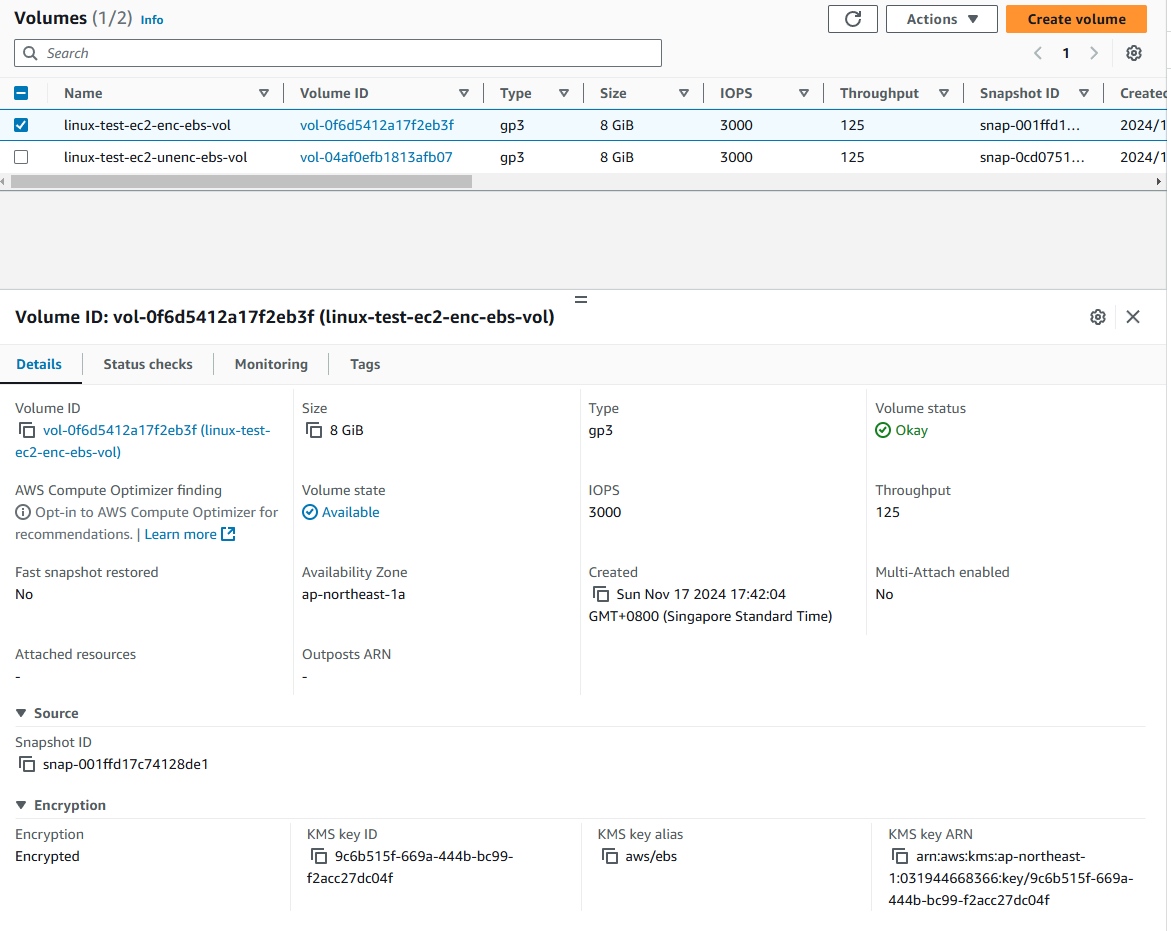 Volumes (1/2) Info
Actions
Create volume
Search
1
Name Volume ID Type Size IOPS Throughput Snapshot ID Created
linux-test-ec2-enc-ebs-vol vol-0f6d5412a17f2eb3f gp3 8 GiB 3000 125 snap-001ffd1... 2024/1
linux-test-ec2-unenc-ebs-vol vol-04af0efb1813afb07 gp3 8 GiB 3000 125 snap-0cd0751... 2024/1
Volume ID: vol-0f6d5412a17f2eb3f (linux-test-ec2-enc-ebs-vol)
Details Status checks Monitoring Tags
Volume ID
vol-0f6d5412a17f2eb3f (linux-test-
ec2-enc-ebs-vol)
Size
8 GiB
Type
gp3
Volume status
Okay
AWS Compute Optimizer finding
Opt-in to AWS Compute Optimizer for
recommendations. | Learn more
Volume state
Available
IOPS
3000
Throughput
125
Fast snapshot restored
No
Availability Zone
ap-northeast-1a
Created
Sun Nov 17 2024 17:42:04
GMT+0800 (Singapore Standard Time)
Multi-Attach enabled
No
Attached resources
-
Outposts ARN
-
Source
Snapshot ID
snap-001ffd17c74128de1
Encryption
Encryption
Encrypted
KMS key ID
9c6b515f-669a-444b-bc99-
f2acc27dc04f
KMS key alias
aws/ebs
KMS key ARN
arn:aws:kms:ap-northeast-
1:031944668366:key/9c6b515f-669a-
444b-bc99-f2acc27dc04f